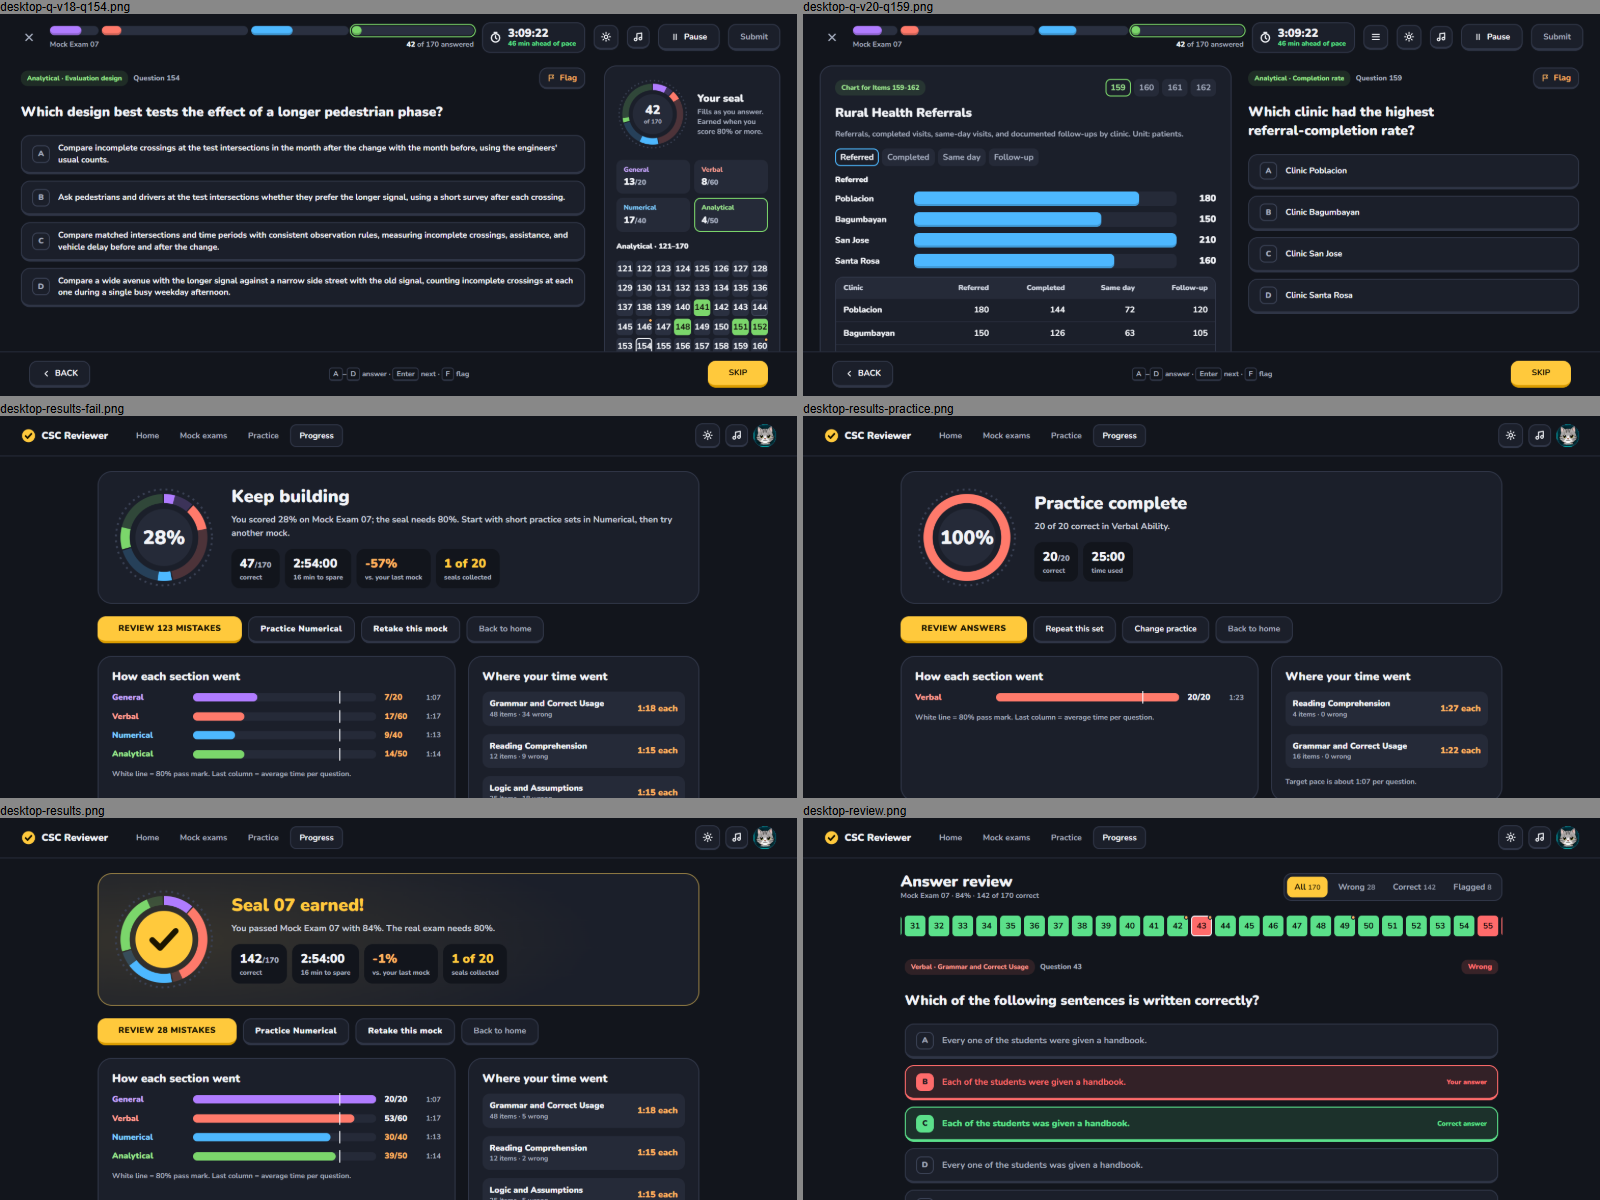 desktop-q-v18-q154.png
Mock Exam 07
42 of 170 answered
3:09:22
46 min ahead of pace
Pause
Submit
Analytical · Evaluation design
Question 154
Flag
Which design best tests the effect of a longer pedestrian phase?
A
Compare incomplete crossings at the test intersections in the month after the change with the month before, using the engineers'
usual counts.
B
Ask pedestrians and drivers at the test intersections whether they prefer the longer signal, using a short survey after each crossing.
C
Compare matched intersections and time periods with consistent observation rules, measuring incomplete crossings, assistance, and
vehicle delay before and after the change.
D
Compare a wide avenue with the longer signal against a narrow side street with the old signal, counting incomplete crossings at each
one during a single busy weekday afternoon.
42
of 170
Your seal
Fills as you answer.
Earned when you
score 80% or more.
General
13/20
Verbal
8/60
Numerical
17/40
Analytical
4/50
Analytical · 121–170
121 122 123 124 125 126 127 128
129 130 131 132 133 134 135 136
137 138 139 140 141 142 143 144
145 146 147 148 149 150 151 152
153 154 155 156 157 158 159 160
BACK
A – D answer · Enter next · F flag
SKIP
desktop-q-v20-q159.png
Mock Exam 07
42 of 170 answered
3:09:22
46 min ahead of pace
Pause
Submit
Chart for items 159-162
159 160 161 162
Rural Health Referrals
Referrals, completed visits, same-day visits, and documented follow-ups by clinic. Unit: patients.
Referred Completed Same day Follow-up
Referred
Poblacion 180
Bagumbayan 150
San Jose 210
Santa Rosa 160
Clinic Referred Completed Same day Follow-up
Poblacion 180 144 72 120
Bagumbayan 150 126 63 105
Analytical · Completion rate
Question 159
Flag
Which clinic had the highest
referral-completion rate?
A Clinic Poblacion
B Clinic Bagumbayan
C Clinic San Jose
D Clinic Santa Rosa
BACK
A – D answer · Enter next · F flag
SKIP
desktop-results-fail.png
CSC Reviewer Home Mock exams Practice Progress
28%
Keep building
You scored 28% on Mock Exam 07; the seal needs 80%. Start with short practice sets in Numerical, then try
another mock.
47/170
correct
2:54:00
16 min to spare
-57%
vs. your last mock
1 of 20
seals collected
REVIEW 123 MISTAKES Practice Numerical Retake this mock Back to home
How each section went
General 7/20 1:07
Verbal 17/60 1:17
Numerical 9/40 1:13
Analytical 14/50 1:14
White line = 80% pass mark. Last column = average time per question.
Where your time went
Grammar and Correct Usage
48 items · 34 wrong
1:18 each
Reading Comprehension
12 items · 9 wrong
1:15 each
Logic and Assumptions
1:15 each
desktop-results-practice.png
CSC Reviewer Home Mock exams Practice Progress
100%
Practice complete
20 of 20 correct in Verbal Ability.
20/20
correct
25:00
time used
REVIEW ANSWERS Repeat this set Change practice Back to home
How each section went
Verbal 20/20 1:23
White line = 80% pass mark. Last column = average time per question.
Where your time went
Reading Comprehension
4 items · 0 wrong
1:27 each
Grammar and Correct Usage
16 items · 0 wrong
1:22 each
Target pace is about 1:07 per question.
desktop-results.png
CSC Reviewer Home Mock exams Practice Progress
Seal 07 earned!
You passed Mock Exam 07 with 84%. The real exam needs 80%.
142/170
correct
2:54:00
16 min to spare
-1%
vs. your last mock
1 of 20
seals collected
REVIEW 28 MISTAKES Practice Numerical Retake this mock Back to home
How each section went
General 20/20 1:07
Verbal 53/60 1:17
Numerical 30/40 1:13
Analytical 39/50 1:14
White line = 80% pass mark. Last column = average time per question.
Where your time went
Grammar and Correct Usage
48 items · 5 wrong
1:18 each
Reading Comprehension
12 items · 2 wrong
1:15 each
Logic and Assumptions
1:15 each
desktop-review.png
CSC Reviewer Home Mock exams Practice Progress
Answer review
Mock Exam 07 · 84% · 142 of 170 correct
All 170 Wrong 28 Correct 142 Flagged 8
31 32 33 34 35 36 37 38 39 40 41 42 43 44 45 46 47 48 49 50 51 52 53 54 55
Verbal · Grammar and Correct Usage
Question 43
Wrong
Which of the following sentences is written correctly?
A Every one of the students were given a handbook.
B Each of the students were given a handbook. Your answer
C Each of the students was given a handbook. Correct answer
D Every one of the students was given a handbook.